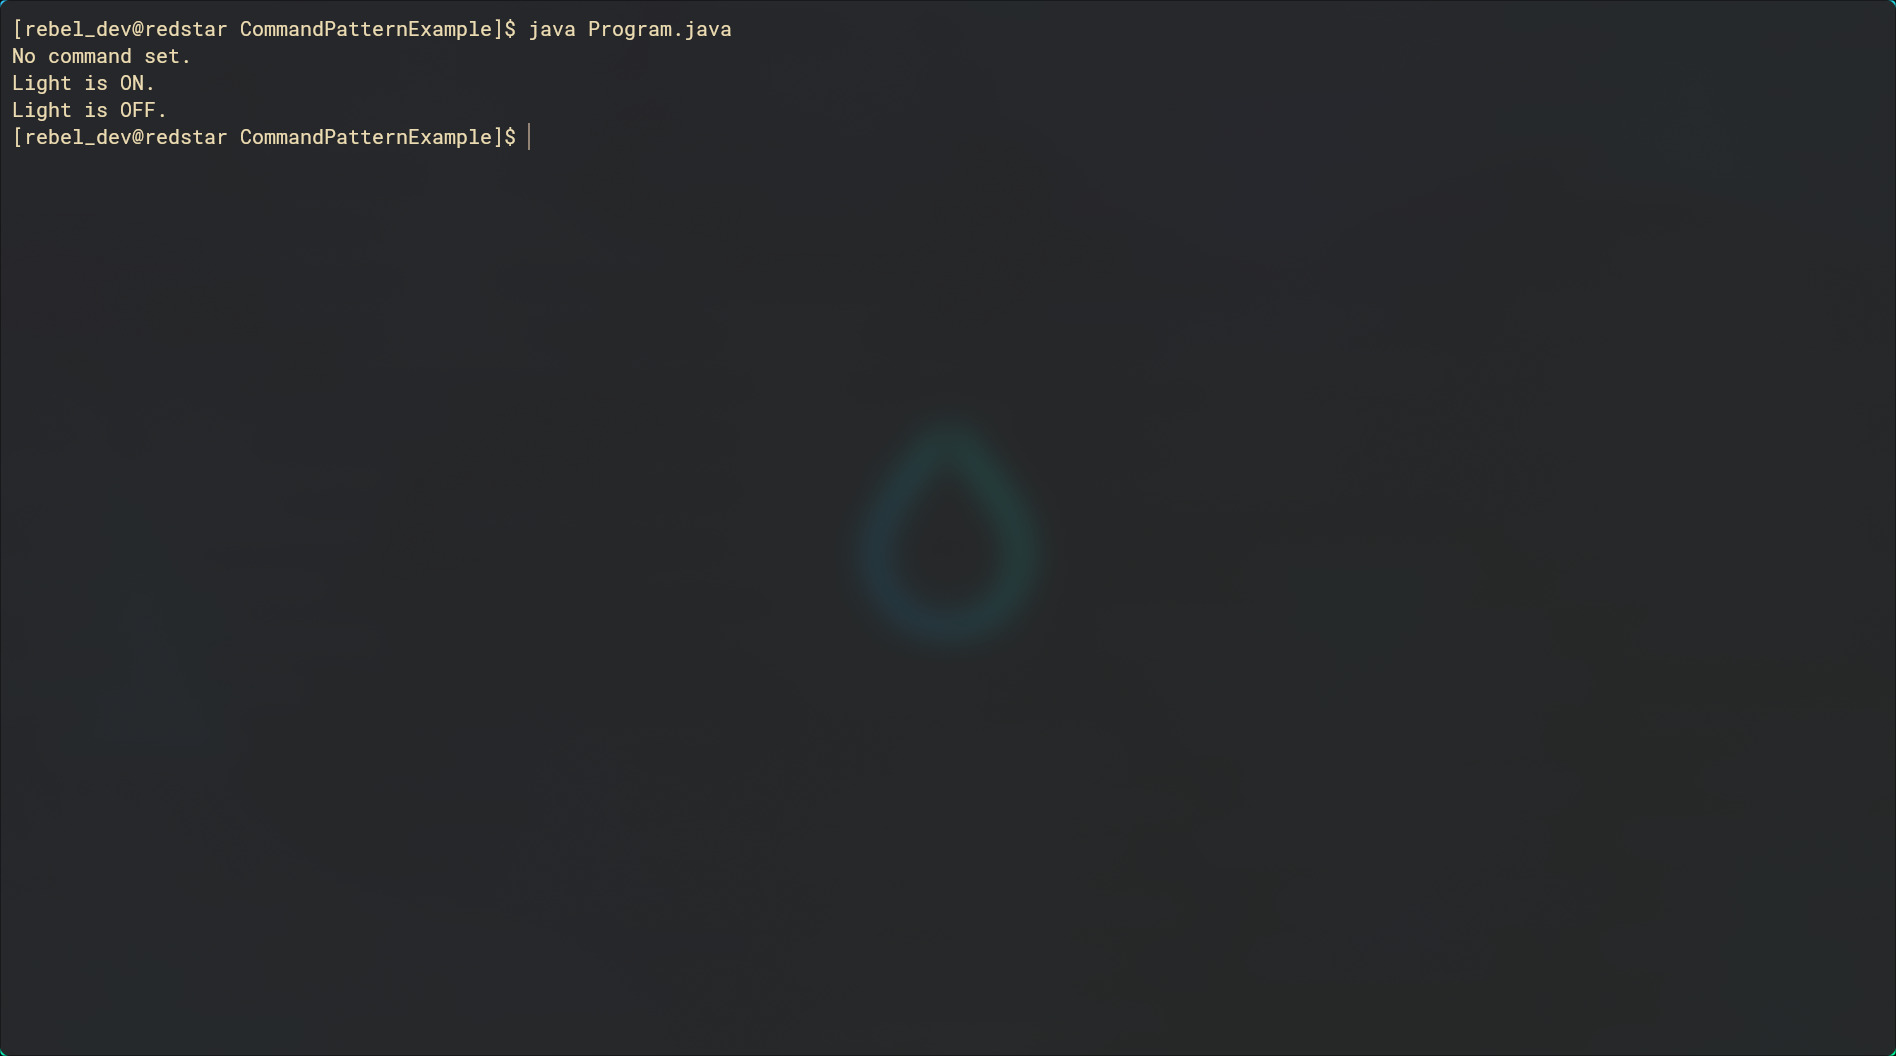 [rebel_dev@redstar CommandPatternExample]$ java Program.java
No command set.
Light is ON.
Light is OFF.
[rebel_dev@redstar CommandPatternExample]$